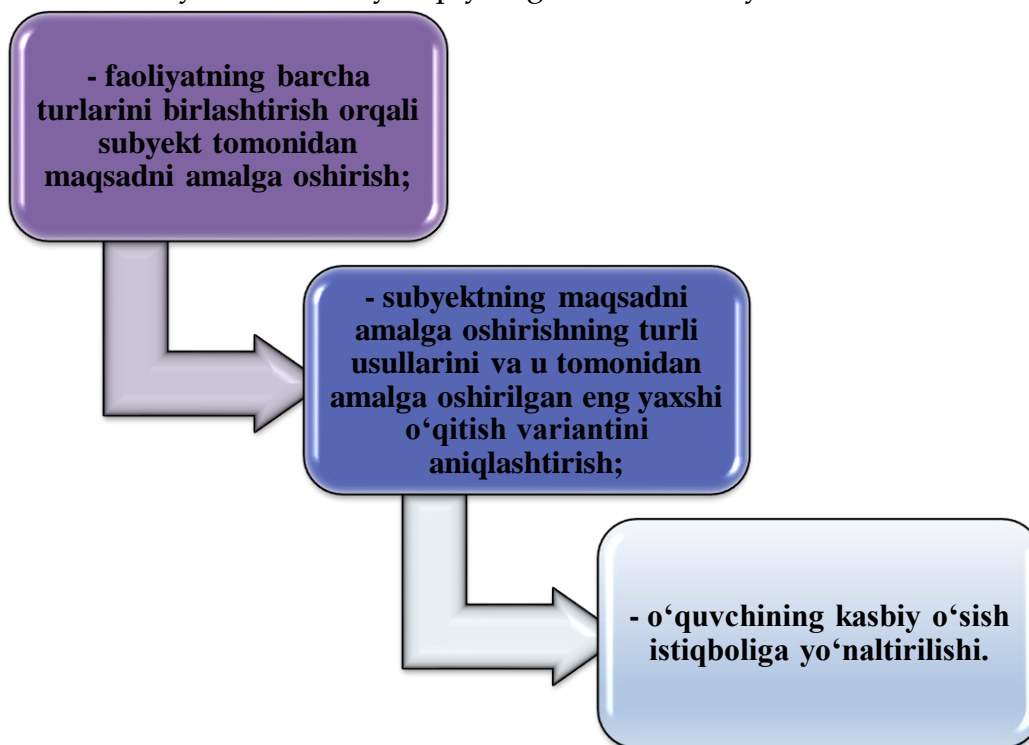 - faoliyatning barcha
turlarini birlashtirish orqali
subyekt tomonidan
maqsadni amalga oshirish;
- subyektning maqsadni
amalga oshirishning turli
usullarini va u tomonidan
amalga oshirilgan eng yaxshi
o‘qitish variantini
aniqlashtirish;
- o‘quvchining kasbiy o‘sish
istiqboliga yo‘naltirilishi.